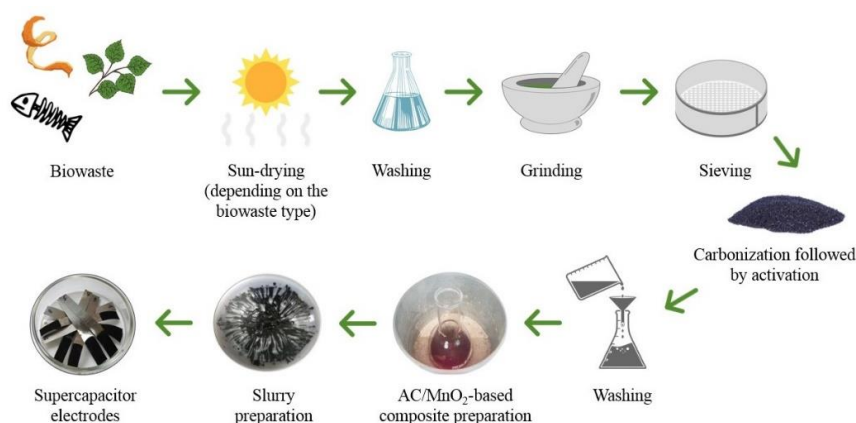 Biowaste
Sun-drying
(depending on the
biowaste type)
Washing
Grinding
Sieving
Carbonization followed
by activation
Washing
AC/MnO₂-based
composite preparation
Slurry
preparation
Supercapacitor
electrodes